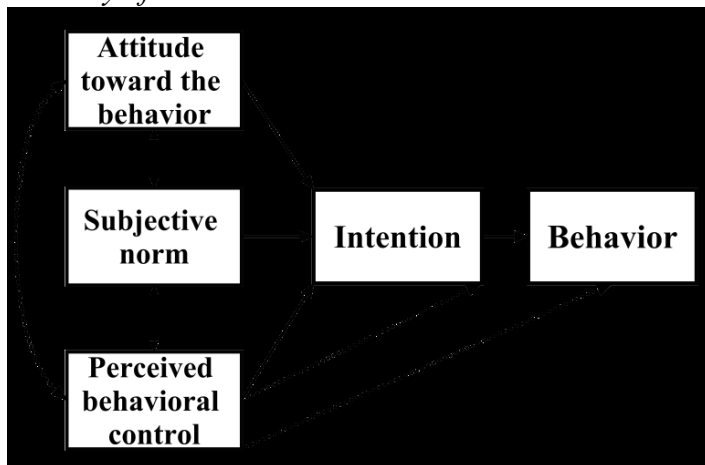 Attitude
toward the
behavior
Subjective
norm
Intention
Behavior
Perceived
behavioral
control